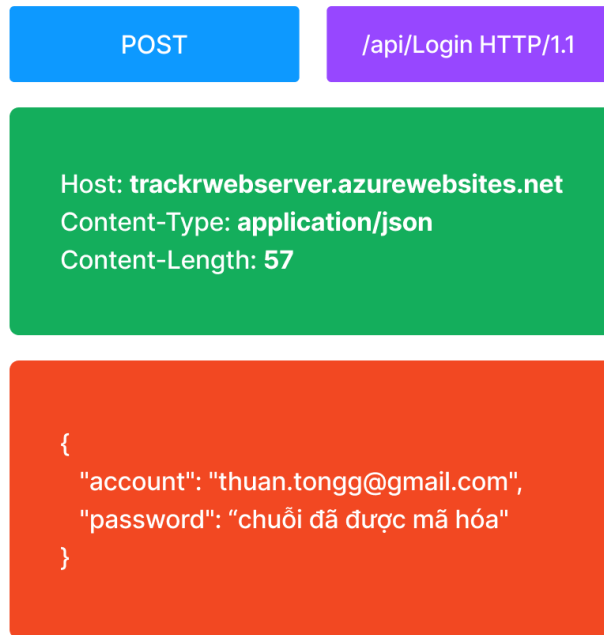 POST
/api/Login HTTP/1.1
Host: trackrwebserver.azurewebsites.net
Content-Type: application/json
Content-Length: 57
{
"account": "thuan.tongg@gmail.com",
"password": “chuỗi đã được mã hóa"
}